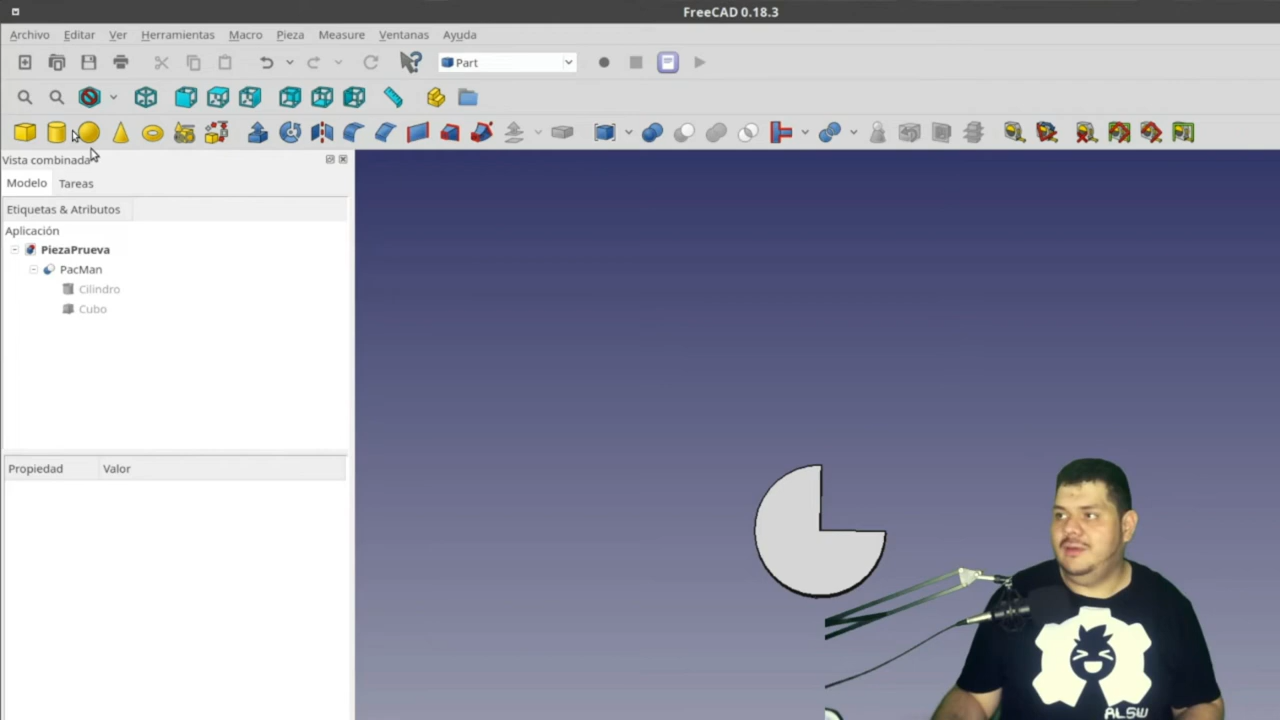 FreeCAD 0.18.3
Archivo Editar Ver Herramientas Macro Pieza Measure Ventanas Ayuda
Part
Vista combinada
Modelo Tareas
Etiquetas & Atributos
Aplicación
PiezaPrueva
PacMan
Cilindro
Cubo
Propiedad Valor
ALSW